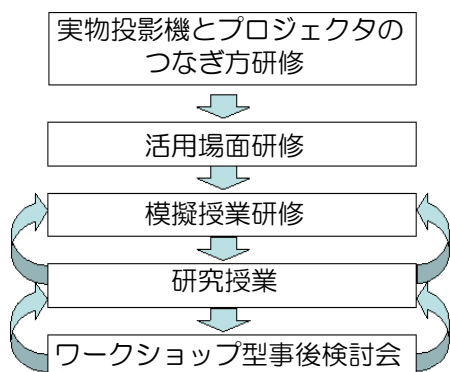 実物投影機とプロジェクタの
つなぎ方研修
活用場面研修
模擬授業研修
研究授業
ワークショップ型事後検討会